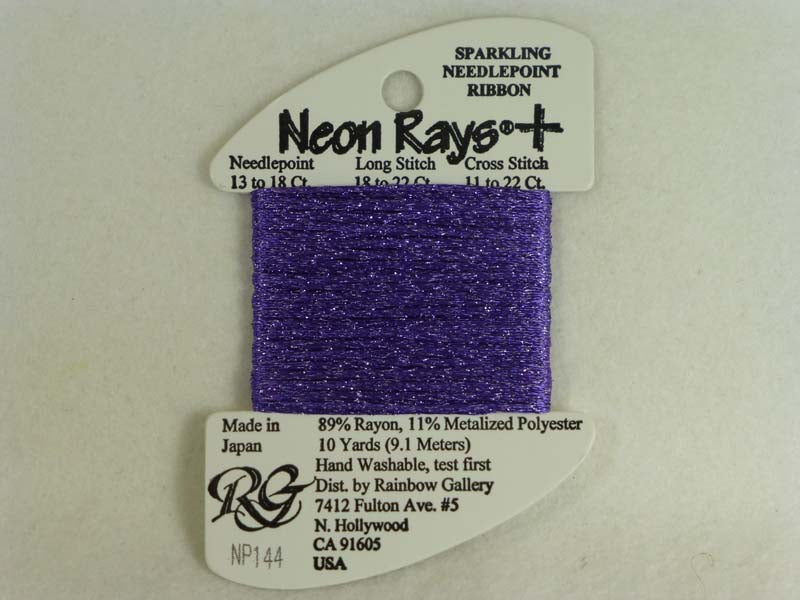 SPARKLING
NEEDLEPOINT
RIBBON
Neon Rays®+
Needlepoint Long Stitch Cross Stitch
13 to 18 Ct. 18 to 22 Ct. 11 to 22 Ct.
Made in
Japan
89% Rayon, 11% Metalized Polyester
10 Yards (9.1 Meters)
Hand Washable, test first
Dist. by Rainbow Gallery
7412 Fulton Ave. #5
N. Hollywood
CA 91605
USA
RG
NP144